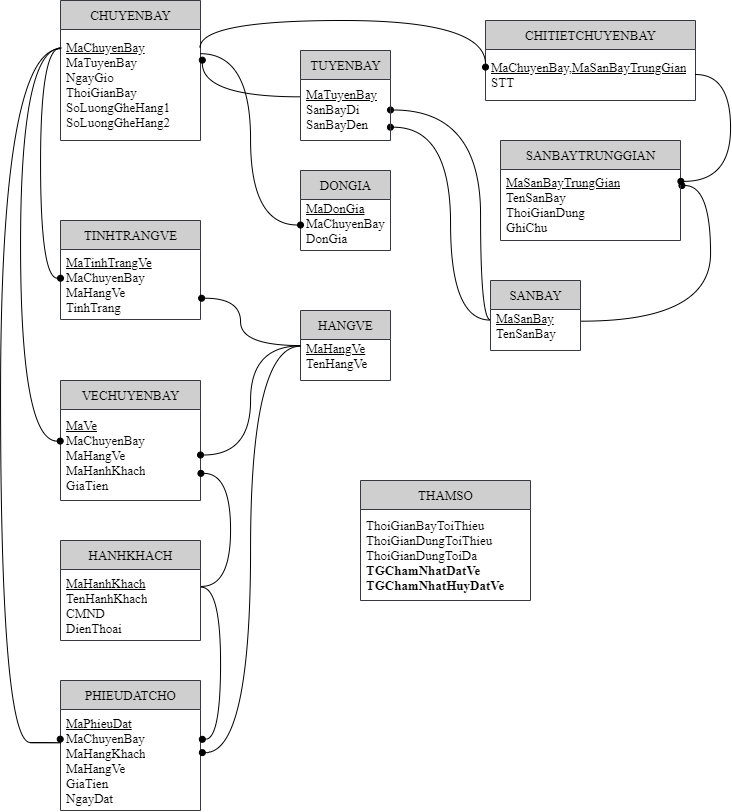 CHUYENBAY
MaChuyenBay
MaTuyenBay
NgayGio
ThoiGianBay
SoLuongGheHang1
SoLuongGheHang2
TUYENBAY
MaTuyenBay
SanBayDi
SanBayDen
CHITIETCHUYENBAY
MaChuyenBay,MaSanBayTrungGian
STT
SANBAYTRUNGGIAN
MaSanBayTrungGian
TenSanBay
ThoiGianDung
GhiChu
DONGIA
MaDonGia
MaChuyenBay
DonGia
TINHTRANGVE
MaTinhTrangVe
MaChuyenBay
MaHangVe
TinhTrang
SANBAY
MaSanBay
TenSanBay
HANGVE
MaHangVe
TenHangVe
VECHUYENBAY
MaVe
MaChuyenBay
MaHangVe
MaHanhKhach
GiaTien
THAMSO
ThoiGianBayToiThieu
ThoiGianDungToiThieu
ThoiGianDungToiDa
TGChamNhatDatVe
TGChamNhatHuyDatVe
HANHKHACH
MaHanhKhach
TenHanhKhach
CMND
DienThoai
PHIEUDATCHO
MaPhieuDat
MaChuyenBay
MaHangKhach
MaHangVe
GiaTien
NgayDat